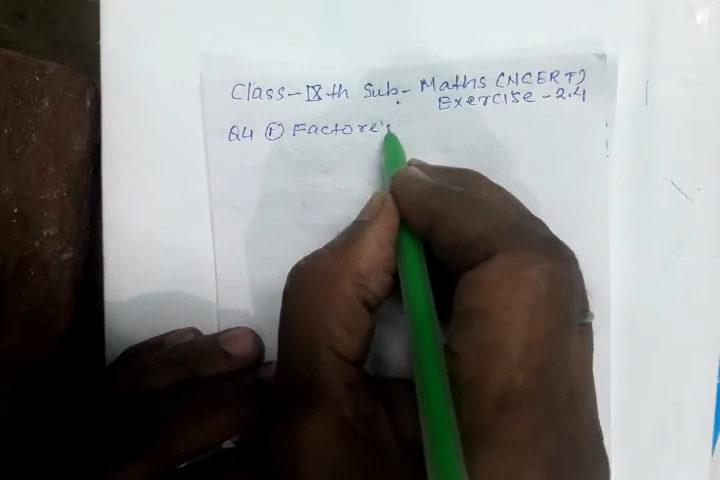 Class-IXth Sub- Maths (NCERT)
Exercise - 2.4
Q4 (i) Factore's